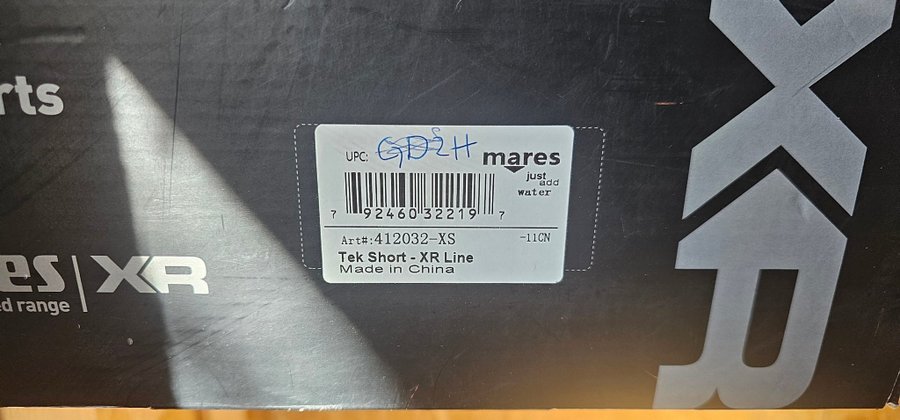 rts
UPC:
mares
just
add
water
7 92460 32219 7
Art#:412032-XS -11CN
Tek Short - XR Line
Made in China
es XR
ed range
XR